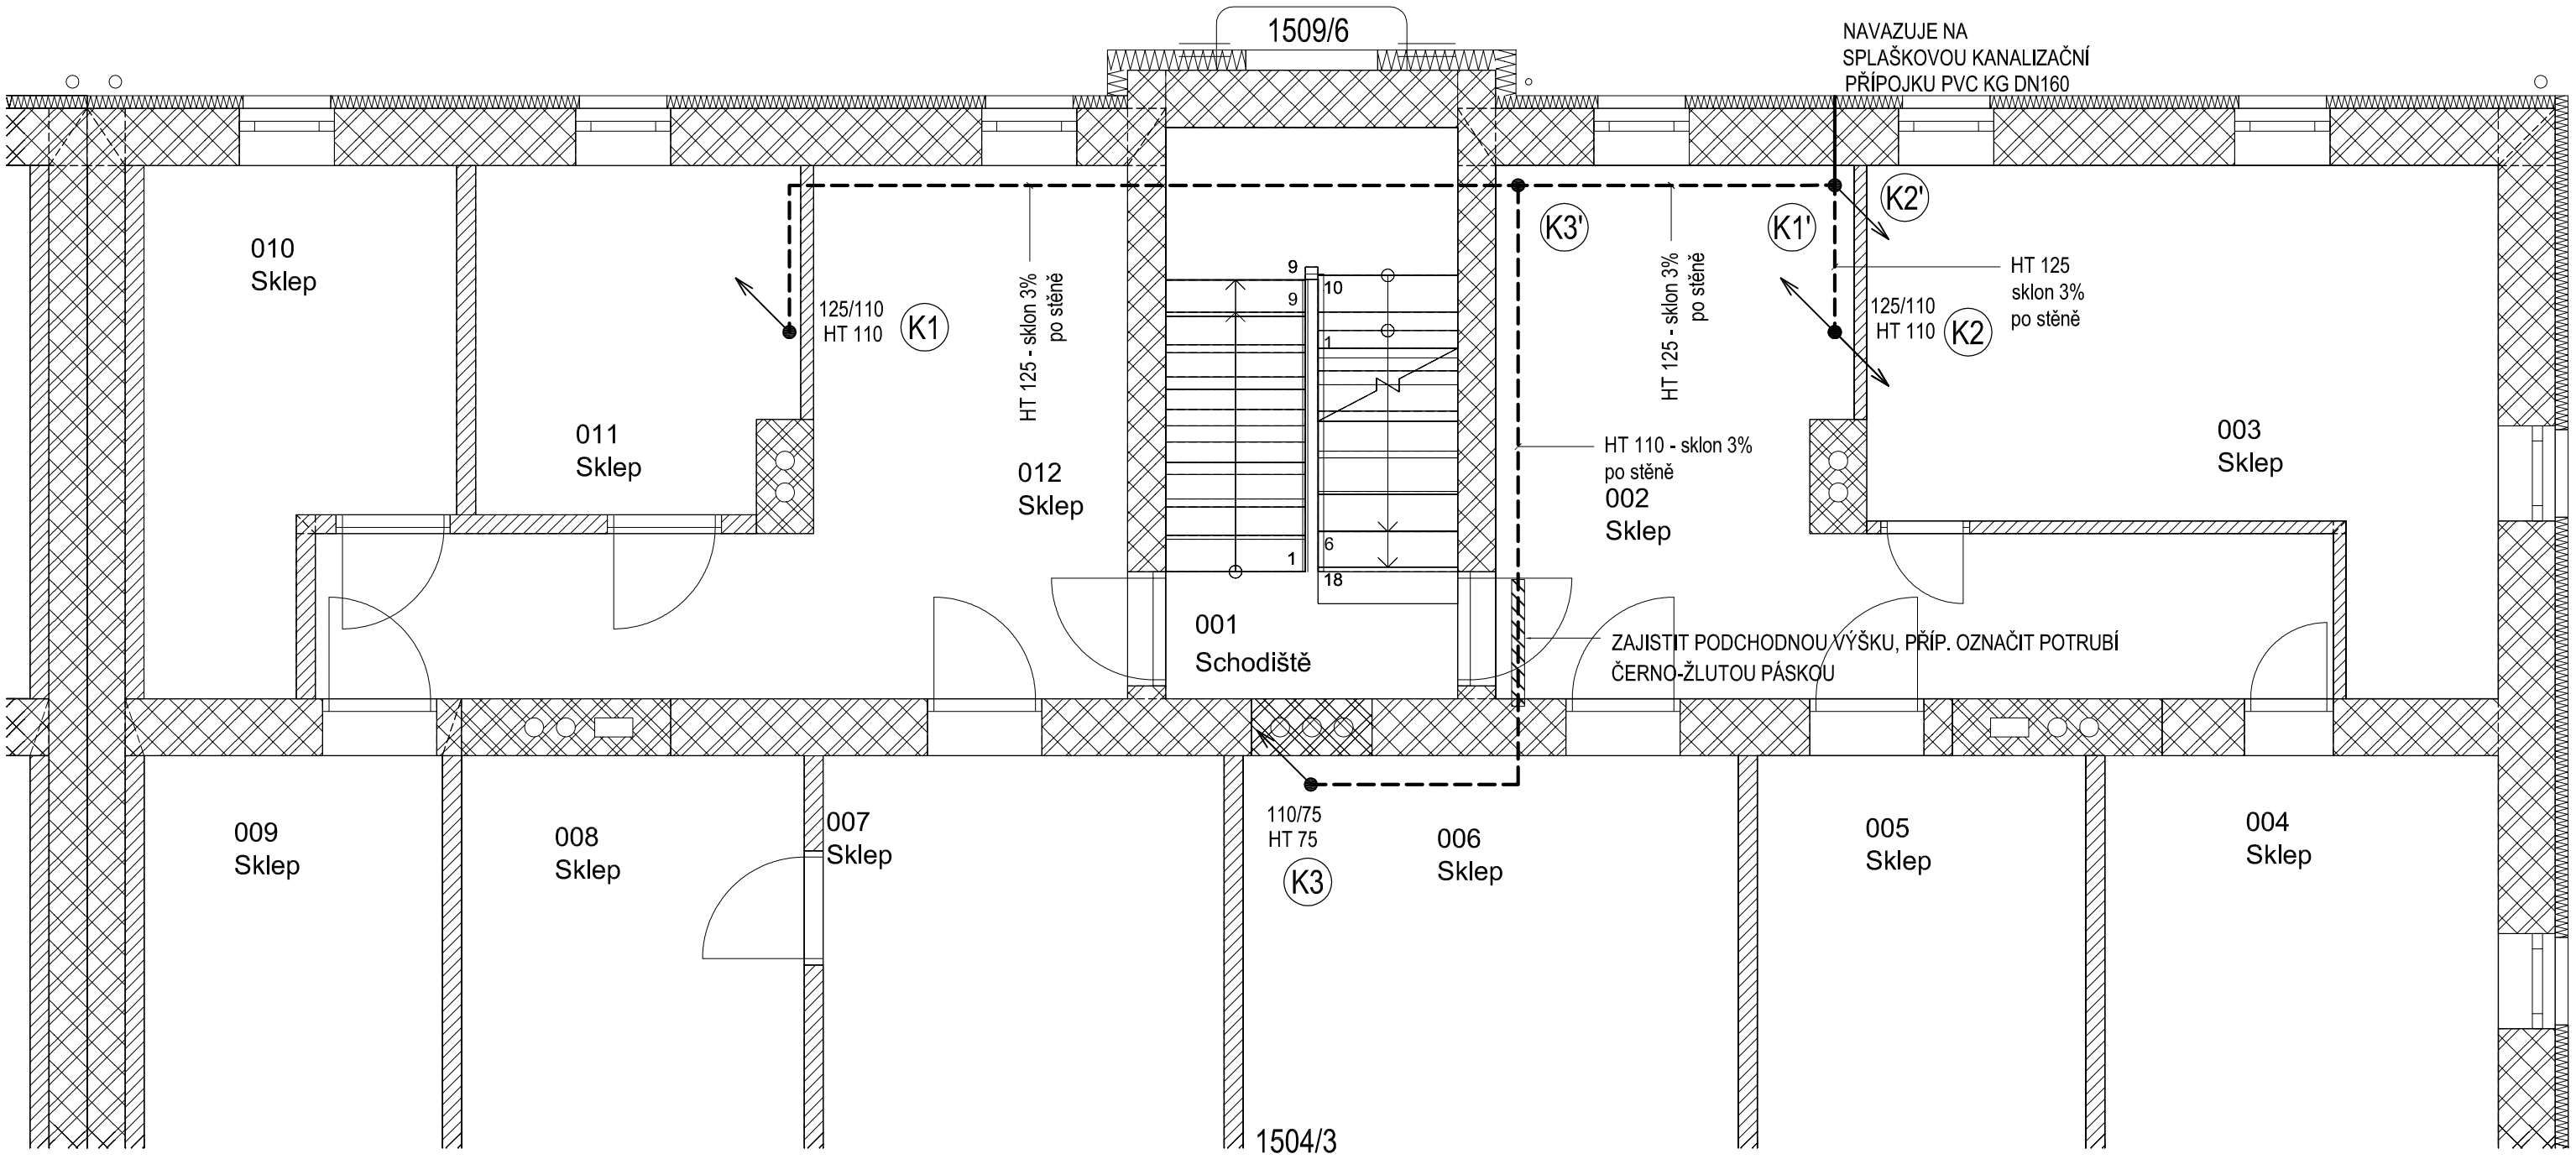 1509/6
NAVAZUJE NA
SPLAŠKOVOU KANALIZAČNÍ
PŘÍPOJKU PVC KG DN160
010
Sklep
011
Sklep
125/110
HT 110
K1
HT 125 - sklon 3%
po stěně
012
Sklep
9
9
10
1
1
6
18
001
Schodiště
K3'
K1'
K2'
HT 125 - sklon 3%
po stěně
HT 125
sklon 3%
po stěně
125/110
HT 110
K2
HT 110 - sklon 3%
po stěně
002
Sklep
003
Sklep
ZAJISTIT PODCHODNOU VÝŠKU, PŘÍP. OZNAČIT POTRUBÍ
ČERNO-ŽLUTOU PÁSKOU
009
Sklep
008
Sklep
007
Sklep
110/75
HT 75
K3
006
Sklep
005
Sklep
004
Sklep
1504/3